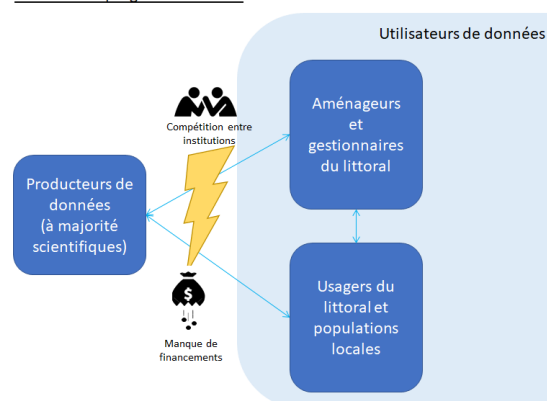 Utilisateurs de données
Aménageurs
et
gestionnaires
du littoral
Compétition entre
institutions
Producteurs de
données
(à majorité
scientifiques)
$
Usagers du
littoral et
populations
locales
Manque de
financements